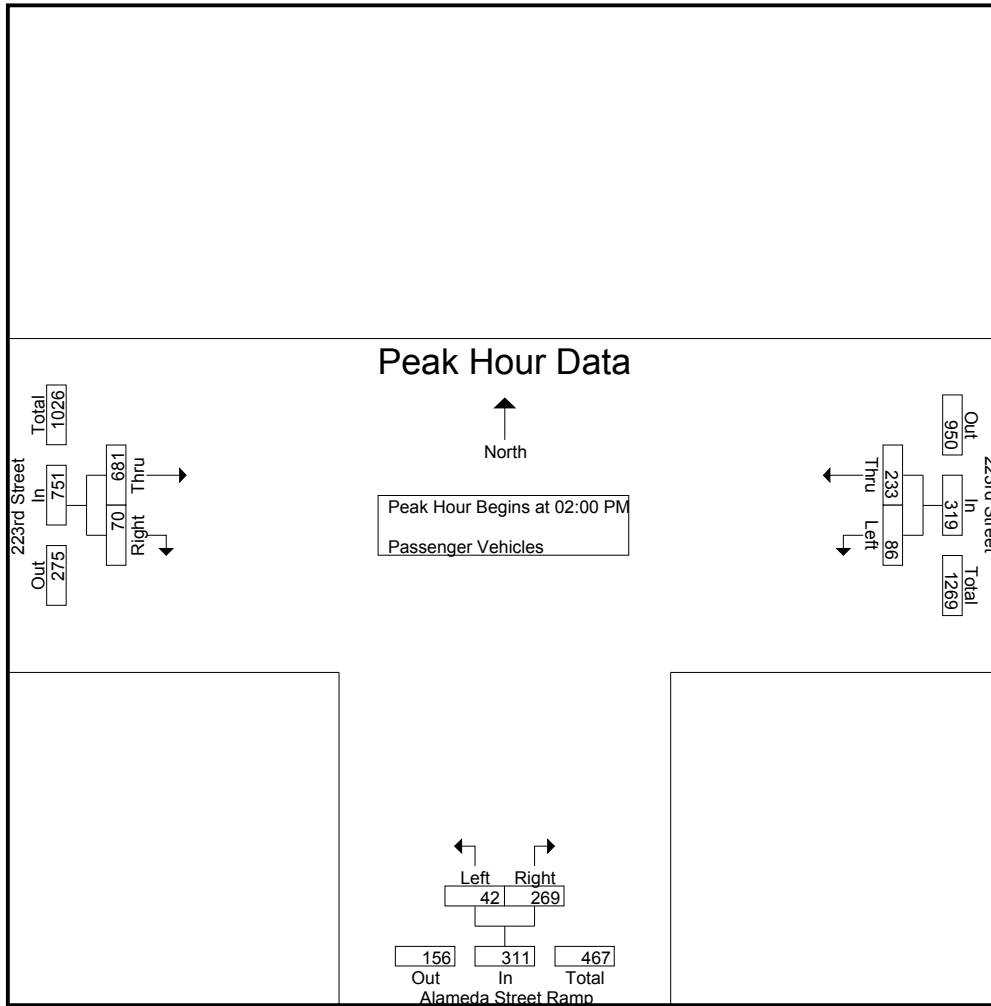 Peak Hour Data
North
Peak Hour Begins at 02:00 PM
Passenger Vehicles
223rd Street
Total
1026
In
751
Out
275
Thru
681
Right
70
223rd Street
Out
950
In
319
Total
1269
Thru
233
Left
86
Left Right
42 269
156 311 467
Out In Total
Alameda Street Ramp